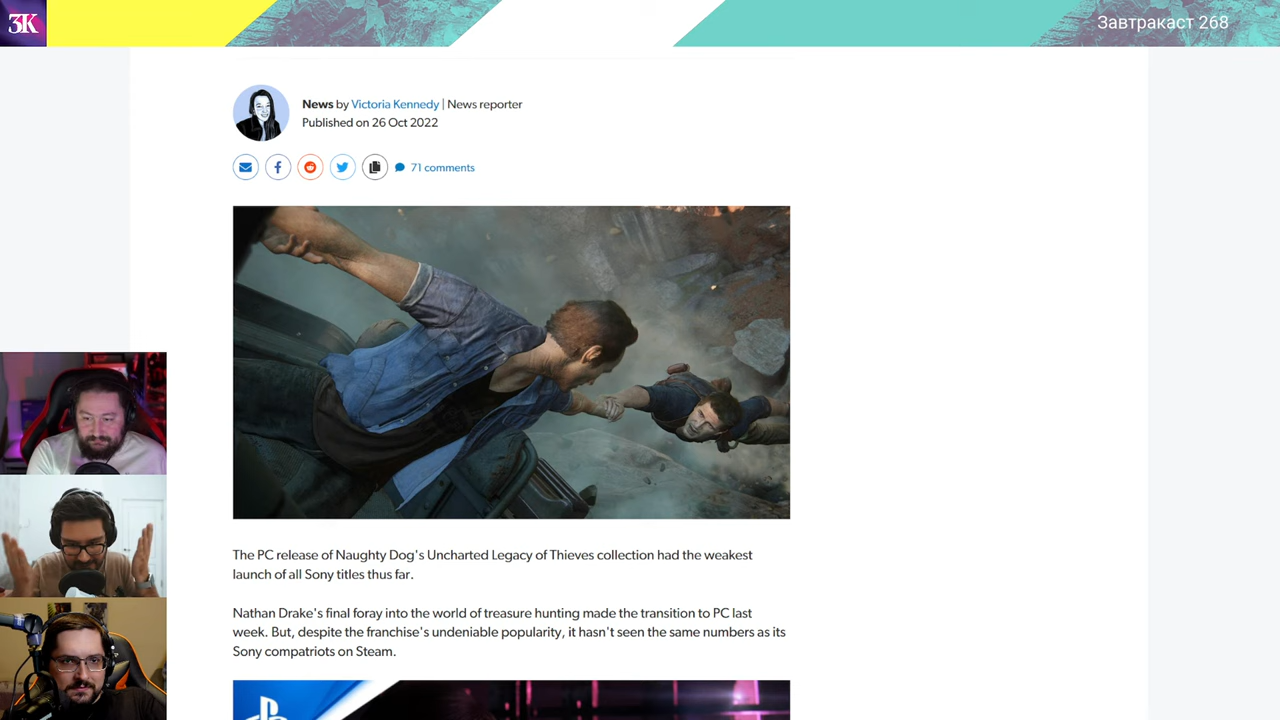 3K
Завтракаст 268
News by Victoria Kennedy | News reporter
Published on 26 Oct 2022
71 comments
The PC release of Naughty Dog's Uncharted Legacy of Thieves collection had the weakest
launch of all Sony titles thus far.
Nathan Drake's final foray into the world of treasure hunting made the transition to PC last
week. But, despite the franchise's undeniable popularity, it hasn't seen the same numbers as its
Sony compatriots on Steam.